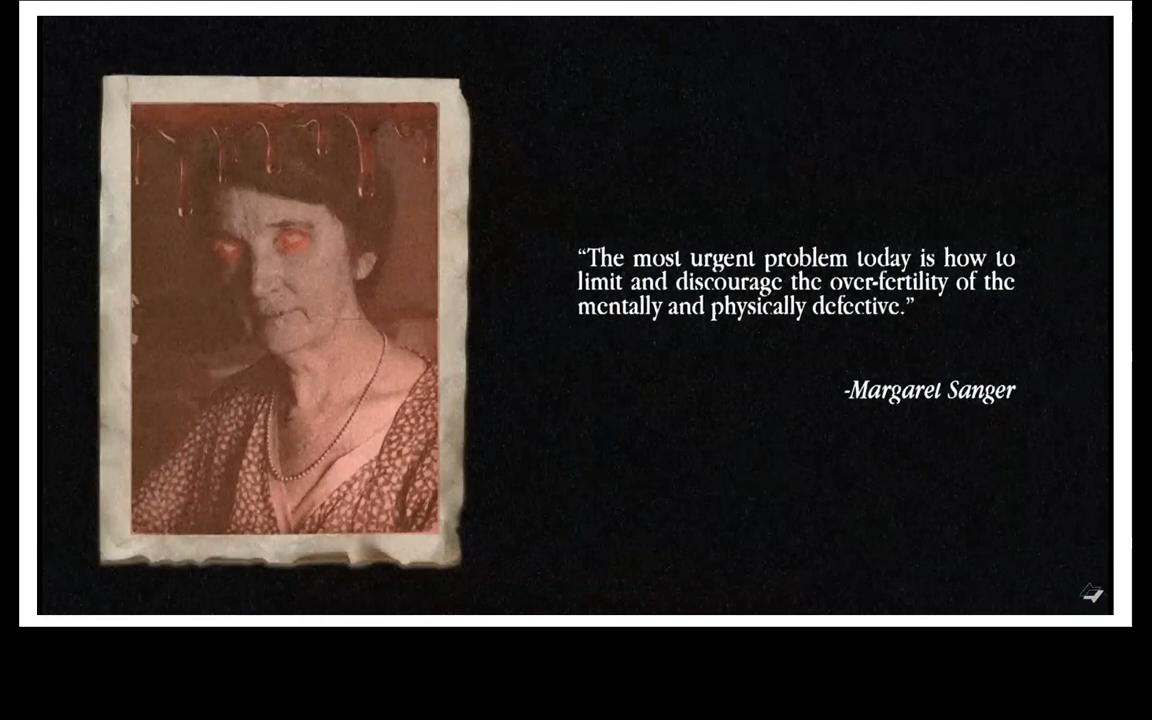 “The most urgent problem today is how to
limit and discourage the over-fertility of the
mentally and physically defective.”
-Margaret Sanger